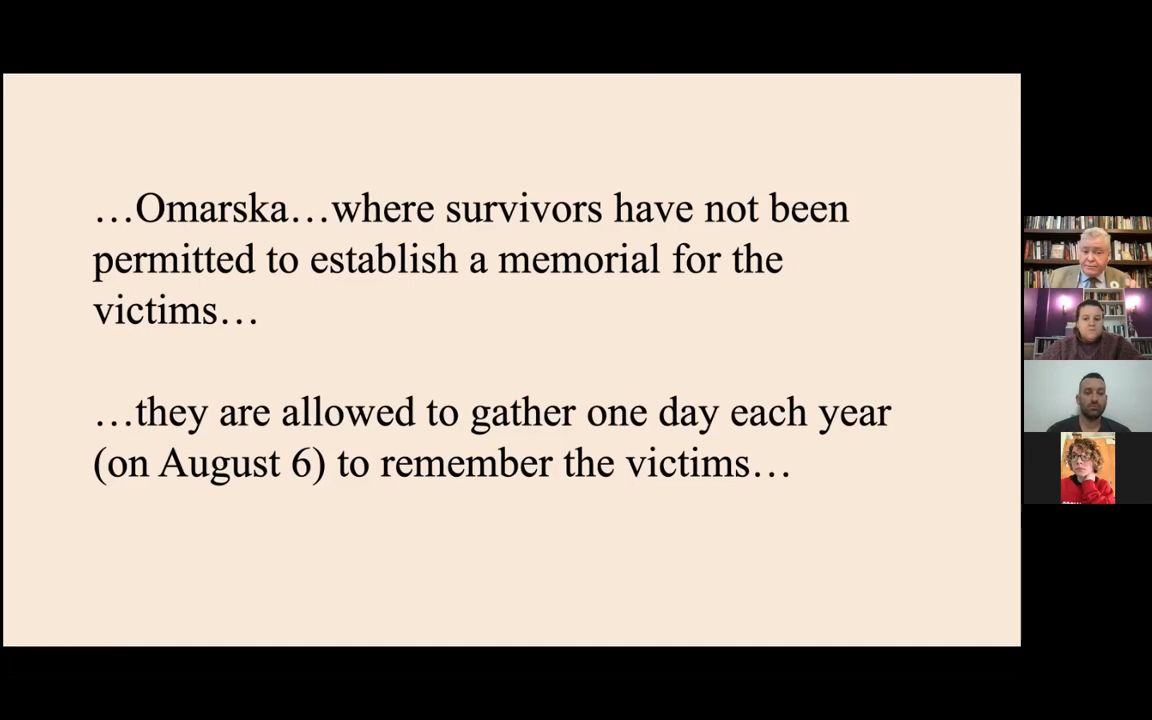 …Omarska…where survivors have not been
permitted to establish a memorial for the
victims…
…they are allowed to gather one day each year
(on August 6) to remember the victims…